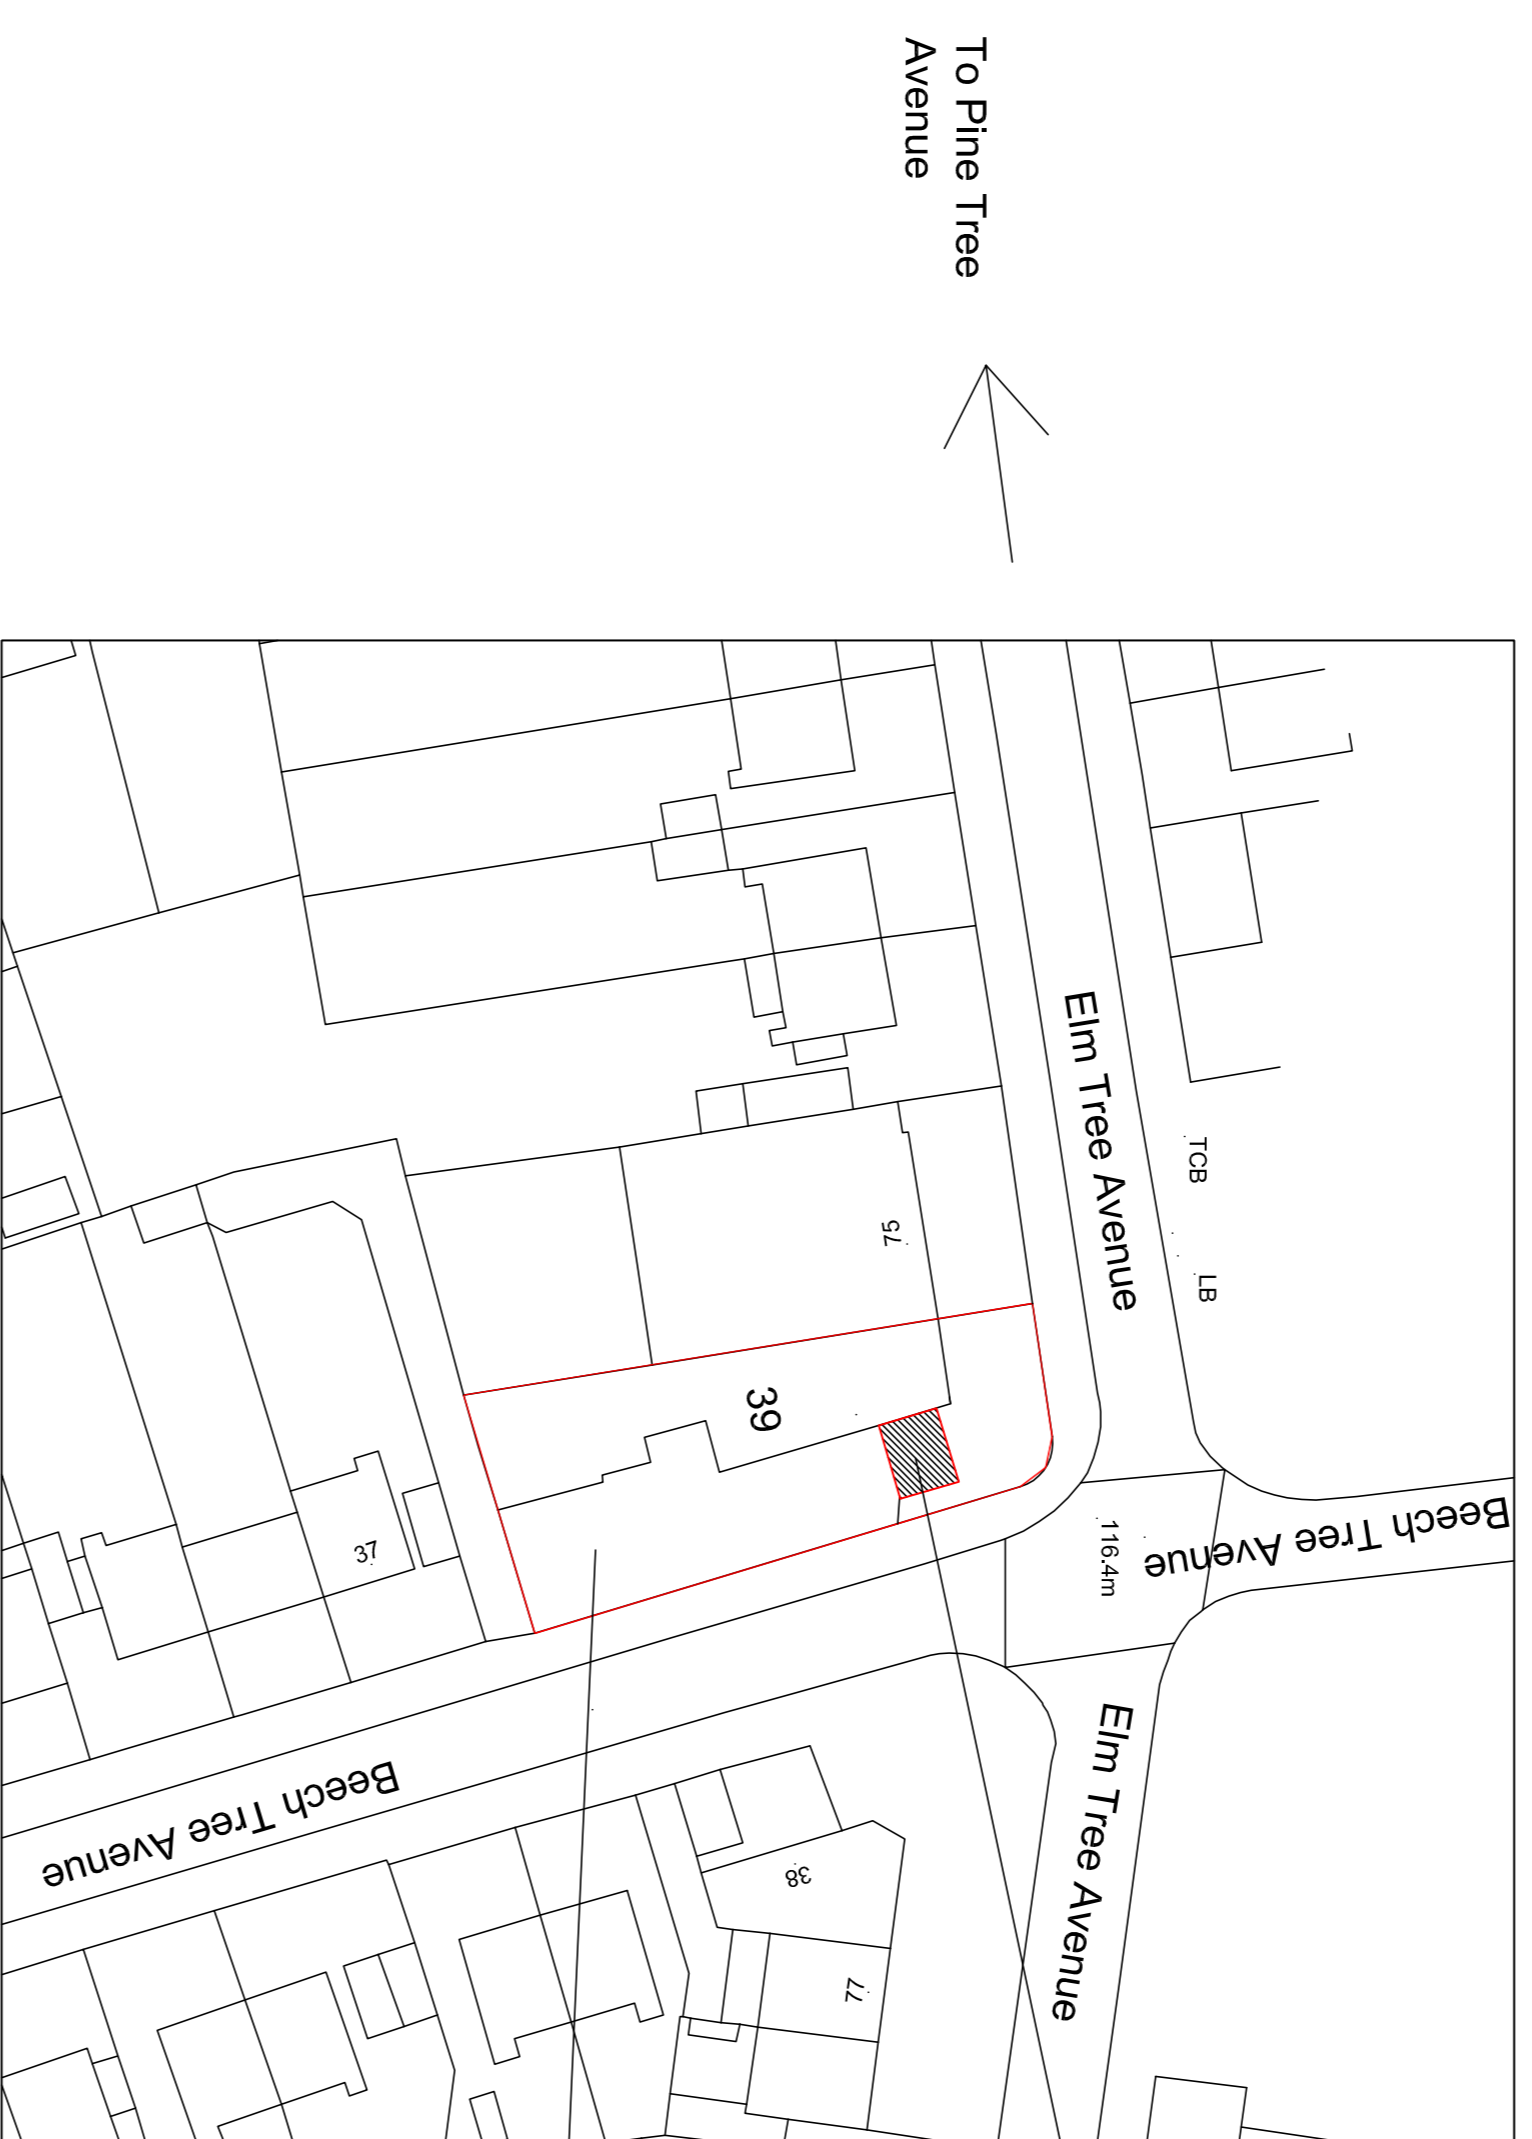 To Pine Tree
Avenue
Elm Tree Avenue
TCB
LB
75
39
37
116.4m
Beech Tree Avenue
Elm Tree Avenue
Beech Tree Avenue
38
77